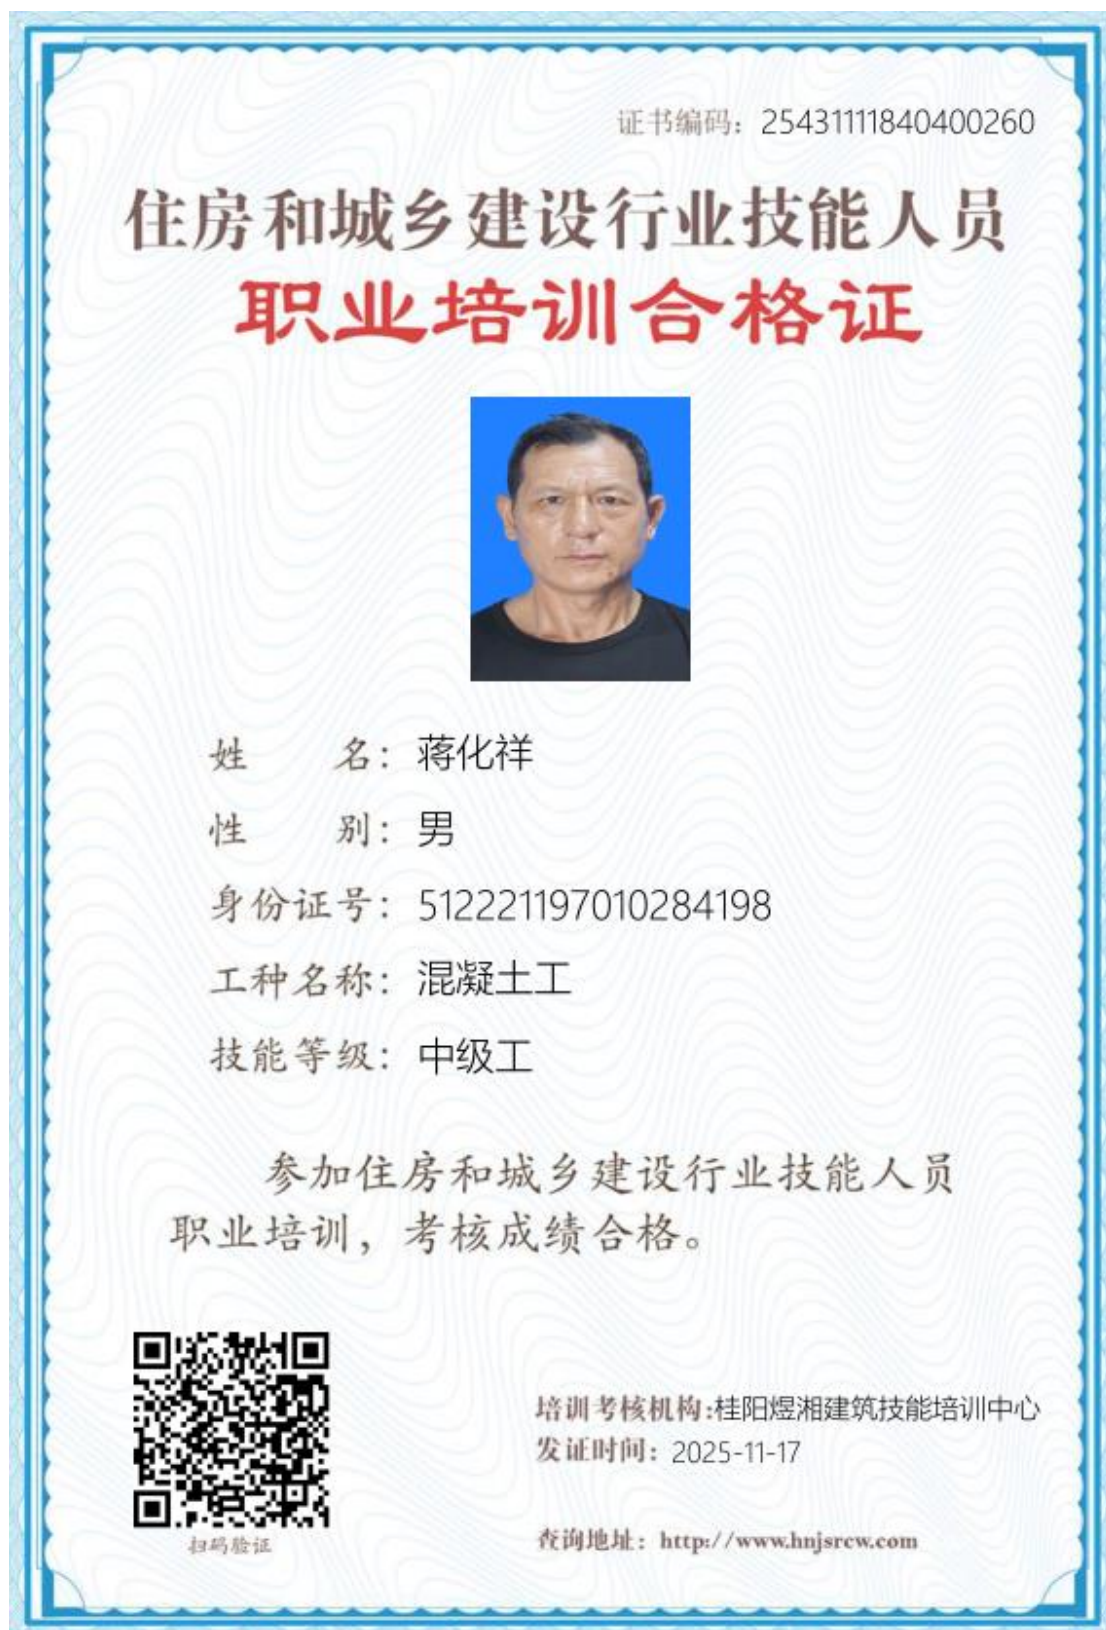 证书编码：25431111840400260
住房和城乡建设行业技能人员
职业培训合格证
姓 名：蒋化祥
性 别：男
身份证号：512221197010284198
工种名称：混凝土工
技能等级：中级工
参加住房和城乡建设行业技能人员
职业培训，考核成绩合格。
培训考核机构:桂阳煜湘建筑技能培训中心
发证时间：2025-11-17
扫码验证
查询地址：http://www.hnjsrcw.com